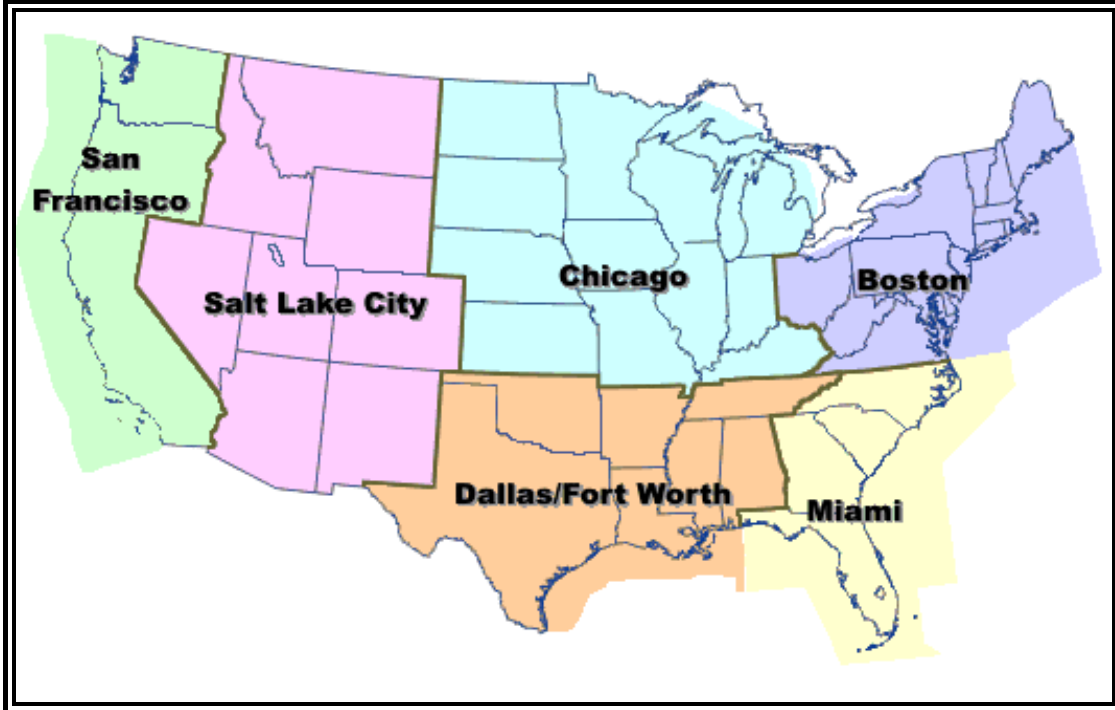 San
Francisco
Salt Lake City
Chicago
Boston
Dallas/Fort Worth
Miami